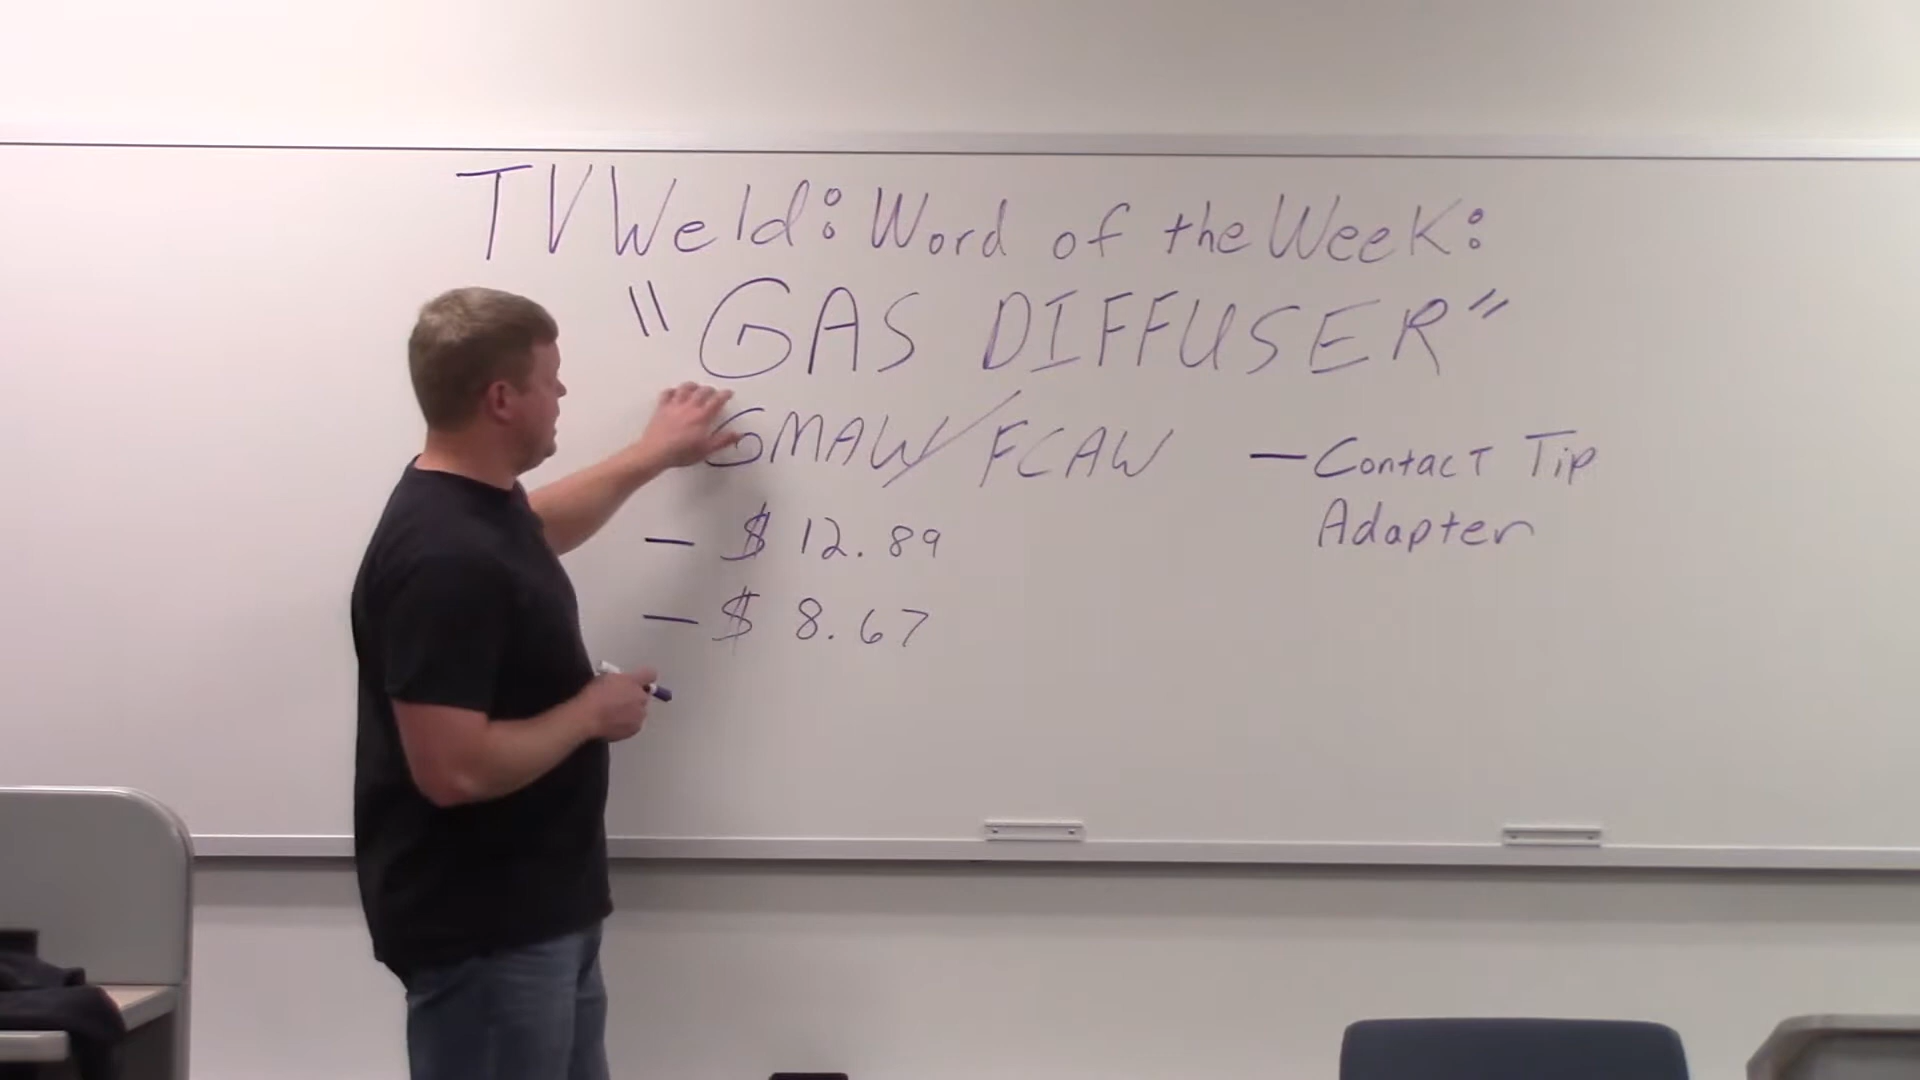 TVWeld: Word of the Week:
"GAS DIFFUSER"
GMAW/FCAW
- Contact Tip
Adapter
- $ 12.89
- $ 8.67